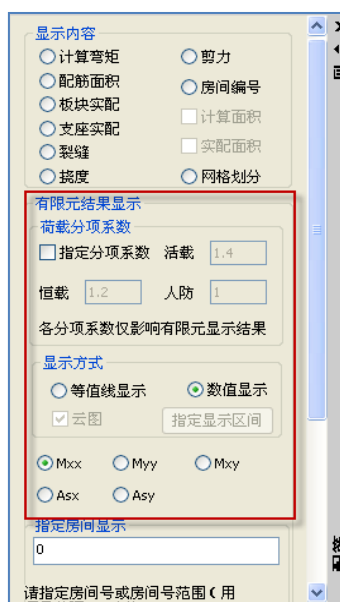 显示内容
计算弯矩 剪力
配筋面积 房间编号
板块实配 计算面积
支座实配 实配面积
裂缝
挠度 网格划分
有限元结果显示
荷载分项系数
指定分项系数 活载 1.4
恒载 1.2 人防 1
各分项系数仅影响有限元显示结果
显示方式
等值线显示 数值显示
云图 指定显示区间
Mxx Myy Mxy
Asx Asy
指定房间显示
0
请指定房间号或房间号范围(用